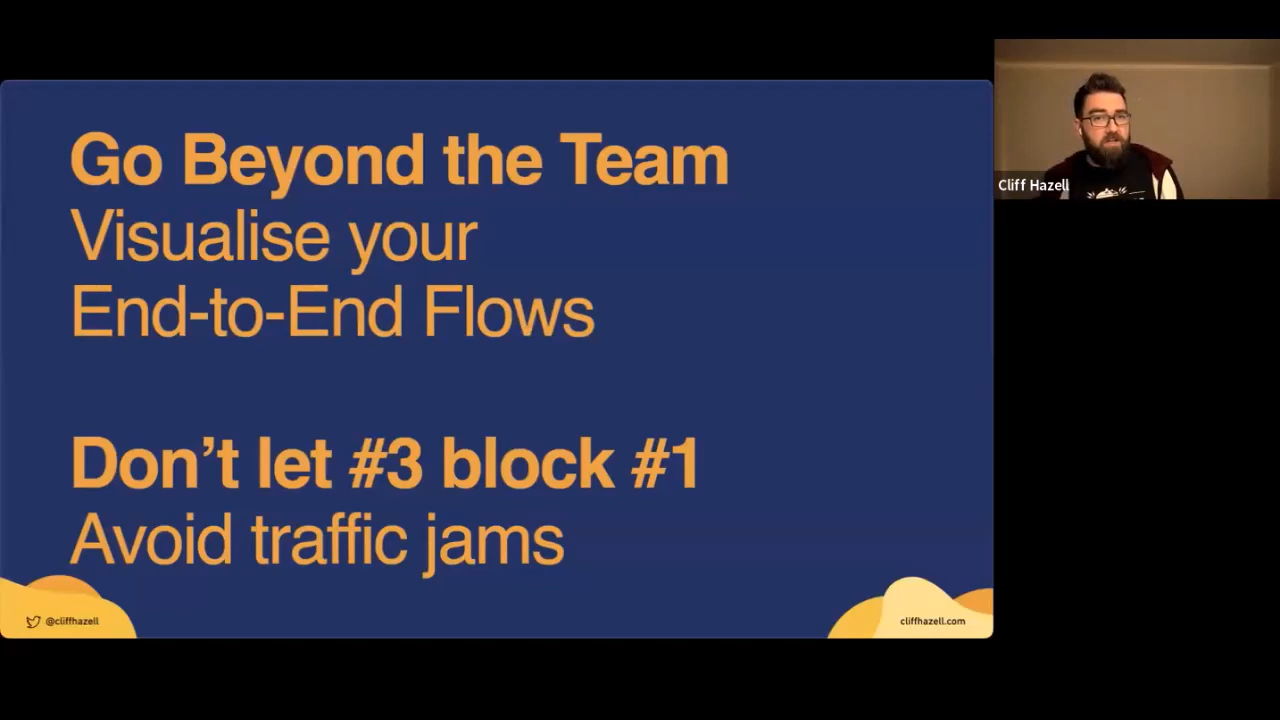 Go Beyond the Team
Visualise your
End-to-End Flows
Don’t let #3 block #1
Avoid traffic jams
@cliffhazell
cliffhazell.com
Cliff Hazell